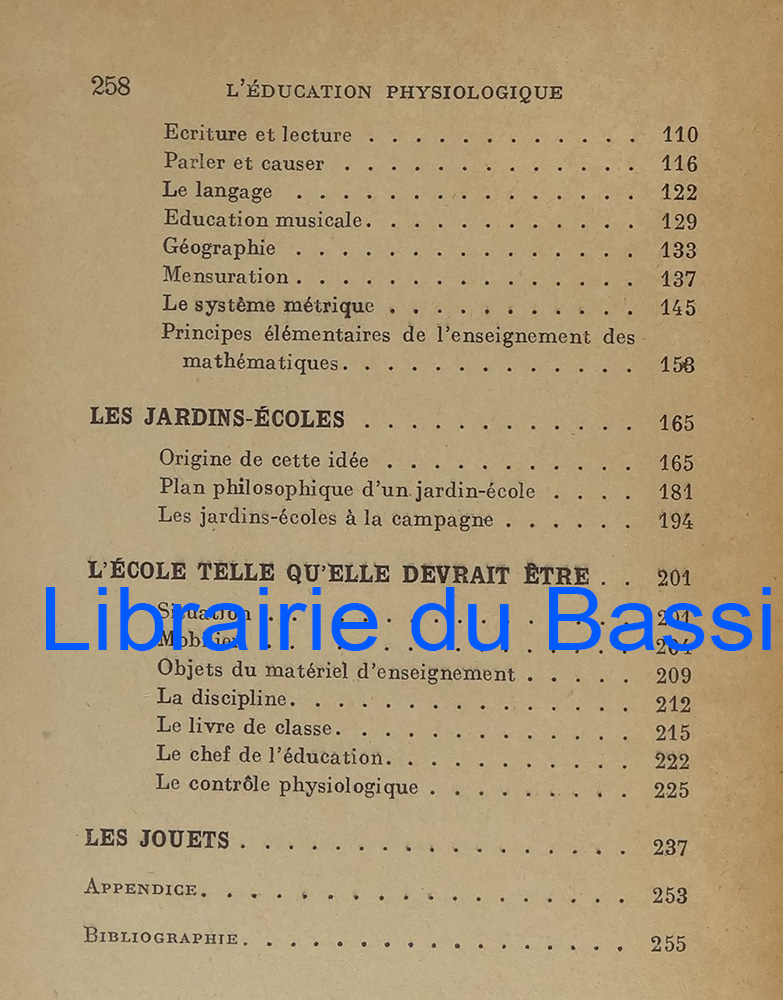 258 L'ÉDUCATION PHYSIOLOGIQUE
Ecriture et lecture . . . . . . . . . . . . 110
Parler et causer . . . . . . . . . . . . . 116
Le langage . . . . . . . . . . . . . . . 122
Education musicale. . . . . . . . . . . . 129
Géographie . . . . . . . . . . . . . . . 133
Mensuration . . . . . . . . . . . . . . . 137
Le système métrique . . . . . . . . . . . 145
Principes élémentaires de l'enseignement des
mathématiques. . . . . . . . . . . . . 158
LES JARDINS-ÉCOLES . . . . . . . . . . . . 165
Origine de cette idée . . . . . . . . . . . 165
Plan philosophique d'un jardin-école . . . . 181
Les jardins-écoles à la campagne . . . . . . 194
L'ÉCOLE TELLE QU'ELLE DEVRAIT ÊTRE . . 201
Situation . . . . . . . . . . . . . . . . 201
Mobilier . . . . . . . . . . . . . . . . 204
Librairie du Bassi
Objets du matériel d'enseignement . . . . . 209
La discipline. . . . . . . . . . . . . . . 212
Le livre de classe. . . . . . . . . . . . . 215
Le chef de l'éducation. . . . . . . . . . . 222
Le contrôle physiologique . . . . . . . . . 225
LES JOUETS . . . . . . . . . . . . . . . . 237
APPENDICE. . . . . . . . . . . . . . . . . 253
BIBLIOGRAPHIE. . . . . . . . . . . . . . . 255